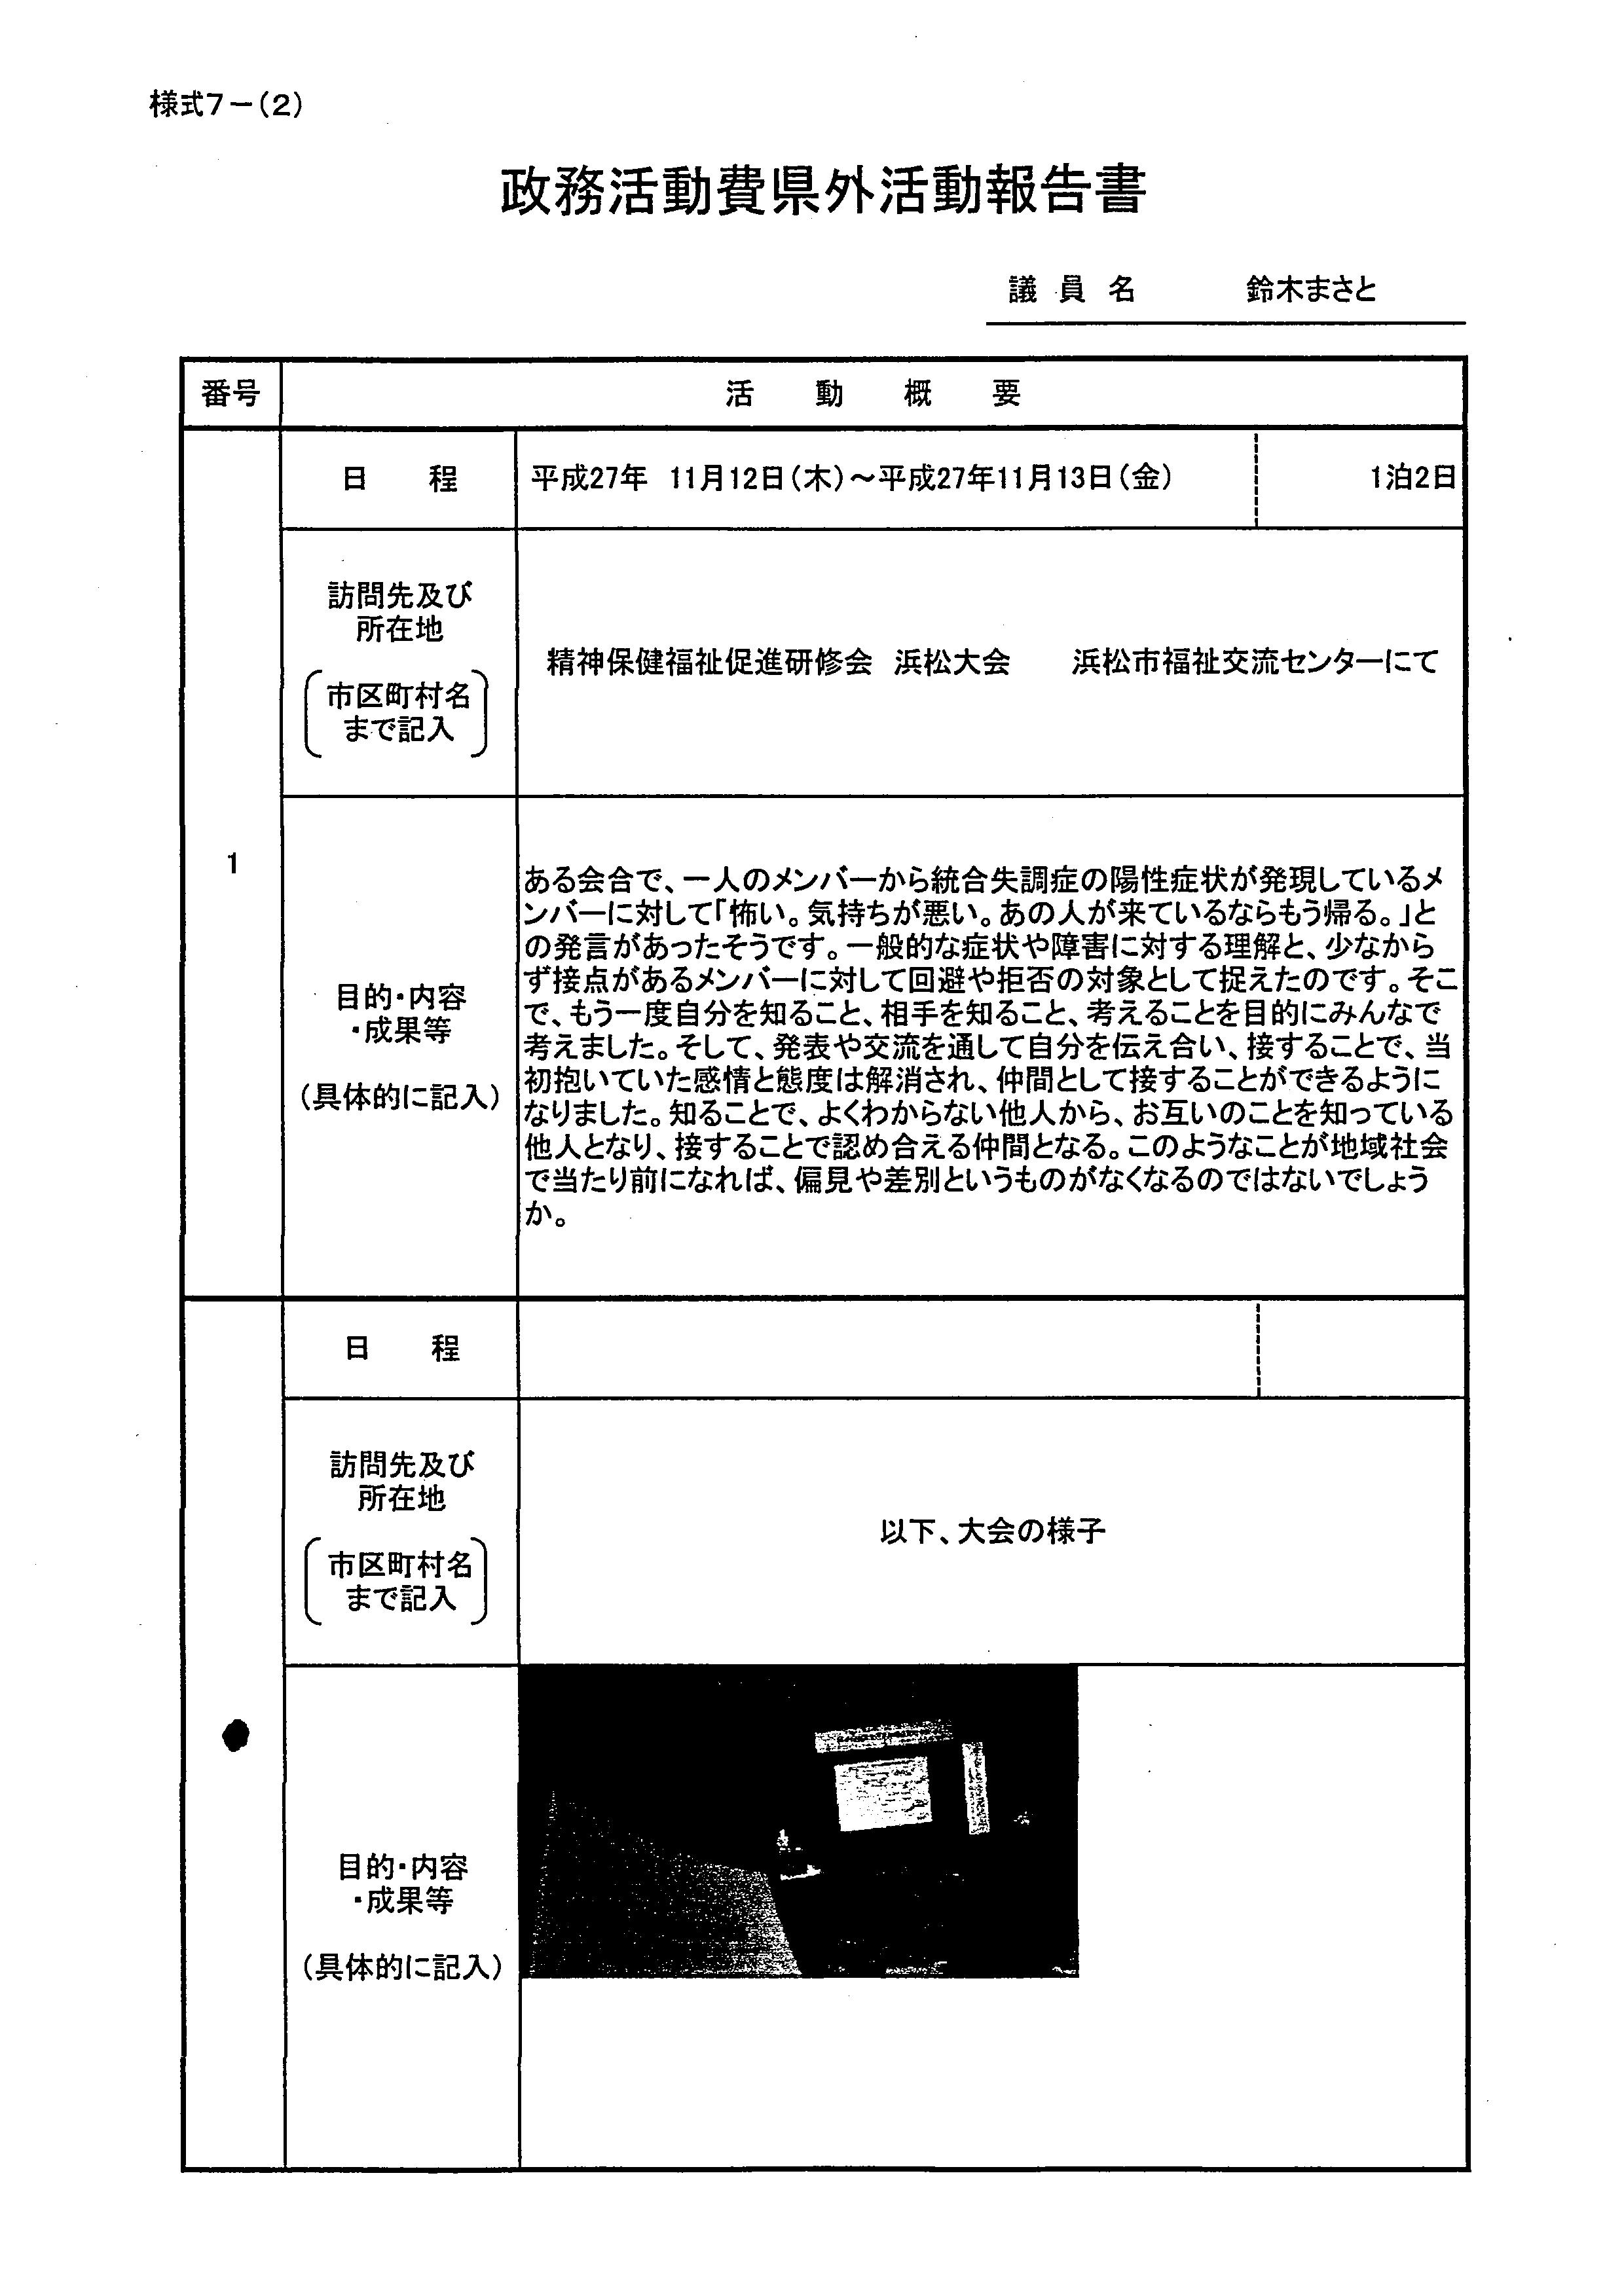 様式7－(2)
政務活動費県外活動報告書
議 員 名 鈴木まさと
番号 活 動 概 要
1
日 程 平成27年 11月12日(木)～平成27年11月13日(金) 1泊2日
訪問先及び
所在地
市区町村名
まで記入
精神保健福祉促進研修会 浜松大会 浜松市福祉交流センターにて
目的・内容
・成果等
(具体的に記入)
ある会合で、一人のメンバーから統合失調症の陽性症状が発現しているメ
ンバーに対して「怖い。気持ちが悪い。あの人が来ているならもう帰る。」と
の発言があったそうです。一般的な症状や障害に対する理解と、少なから
ず接点があるメンバーに対して回避や拒否の対象として捉えたのです。そこ
で、もう一度自分を知ること、相手を知ること、考えることを目的にみんなで
考えました。そして、発表や交流を通して自分を伝え合い、接することで、当
初抱いていた感情と態度は解消され、仲間として接することができるように
なりました。知ることで、よくわからない他人から、お互いのことを知っている
他人となり、接することで認め合える仲間となる。このようなことが地域社会
で当たり前になれば、偏見や差別というものがなくなるのではないでしょう
か。
日 程
訪問先及び
所在地
市区町村名
まで記入
以下、大会の様子
目的・内容
・成果等
(具体的に記入)